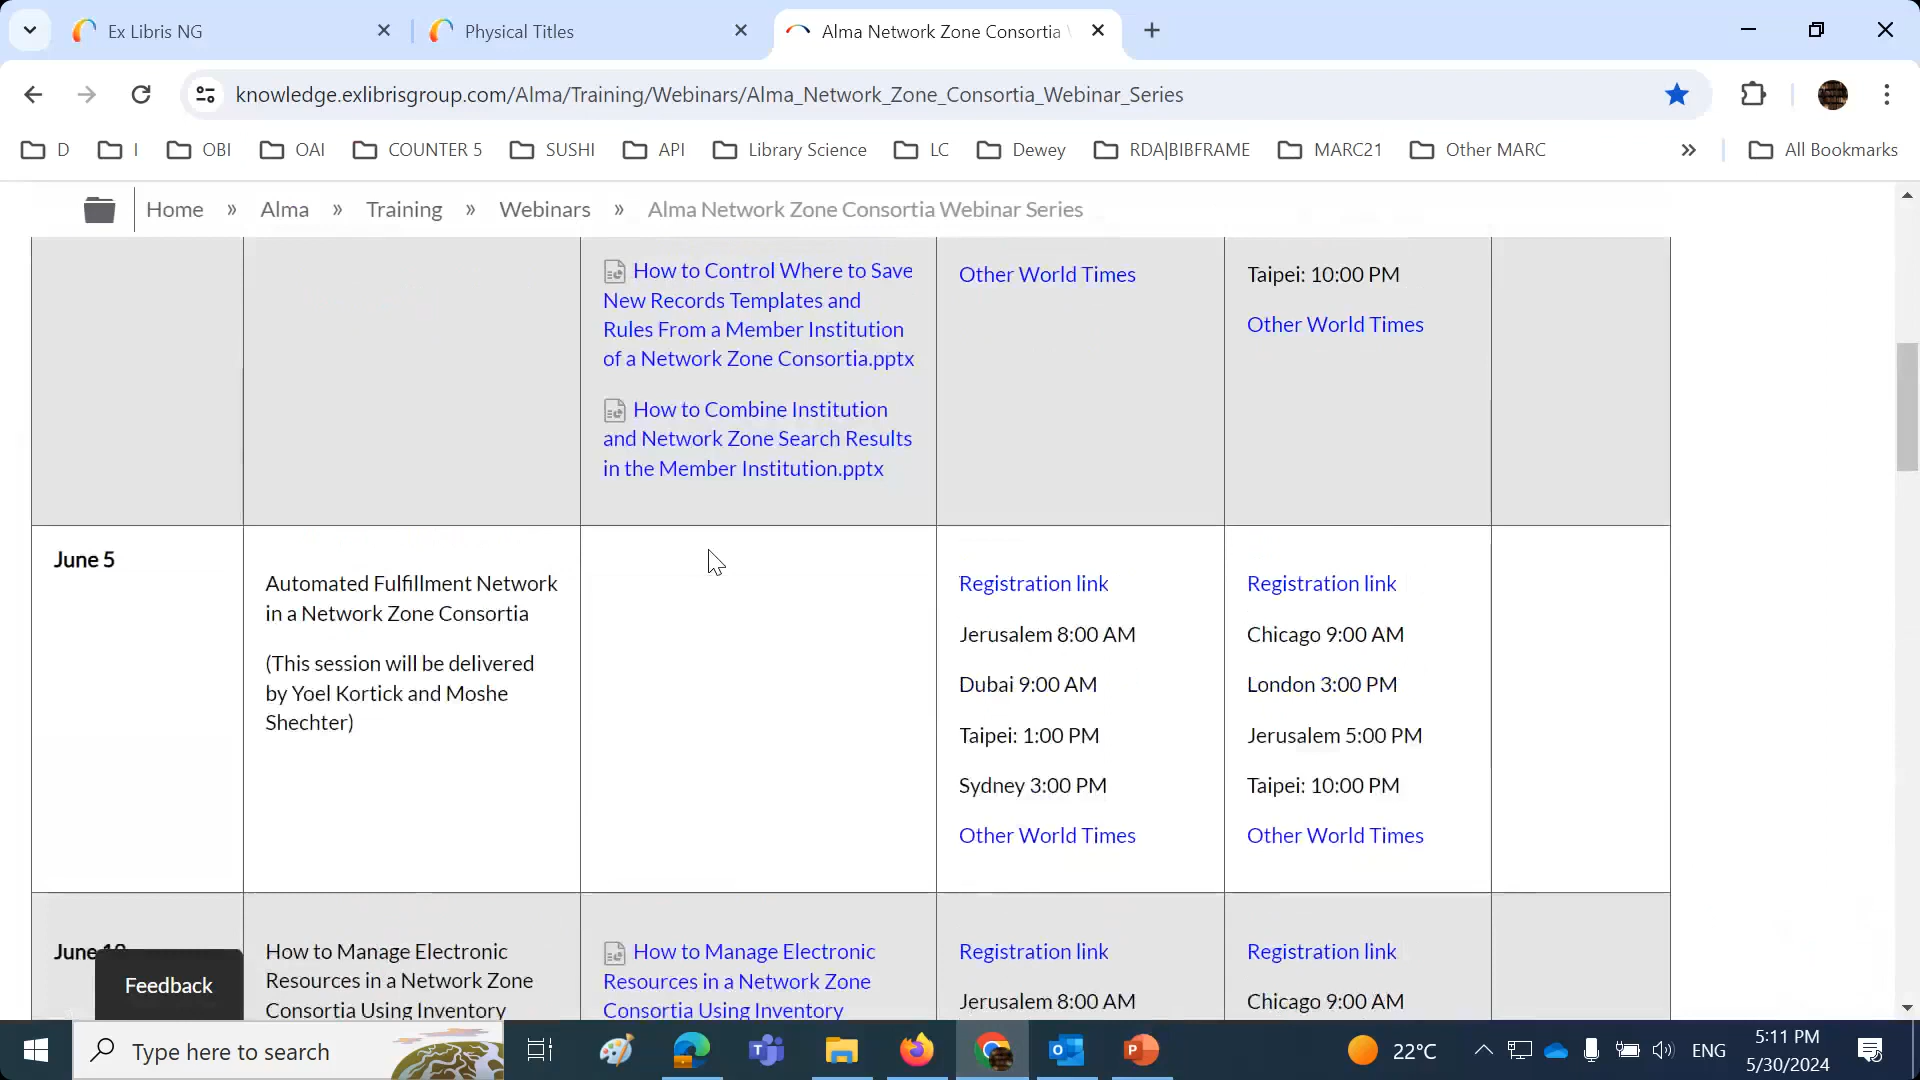 Ex Libris NG
Physical Titles
Alma Network Zone Consortia
knowledge.exlibrisgroup.com/Alma/Training/Webinars/Alma_Network_Zone_Consortia_Webinar_Series
D
I
OBI
OAI
COUNTER 5
SUSHI
API
Library Science
LC
Dewey
RDA|BIBFRAME
MARC21
Other MARC
»
All Bookmarks
Home » Alma » Training » Webinars » Alma Network Zone Consortia Webinar Series
How to Control Where to Save
New Records Templates and
Rules From a Member Institution
of a Network Zone Consortia.pptx
How to Combine Institution
and Network Zone Search Results
in the Member Institution.pptx
Other World Times
Taipei: 10:00 PM
Other World Times
June 5
Automated Fulfillment Network
in a Network Zone Consortia
(This session will be delivered
by Yoel Kortick and Moshe
Shechter)
Registration link
Jerusalem 8:00 AM
Dubai 9:00 AM
Taipei: 1:00 PM
Sydney 3:00 PM
Other World Times
Registration link
Chicago 9:00 AM
London 3:00 PM
Jerusalem 5:00 PM
Taipei: 10:00 PM
Other World Times
June
How to Manage Electronic
Resources in a Network Zone
Consortia Using Inventory
How to Manage Electronic
Resources in a Network Zone
Consortia Using Inventory
Registration link
Jerusalem 8:00 AM
Registration link
Chicago 9:00 AM
Feedback
Type here to search
22°C
ENG
5:11 PM
5/30/2024